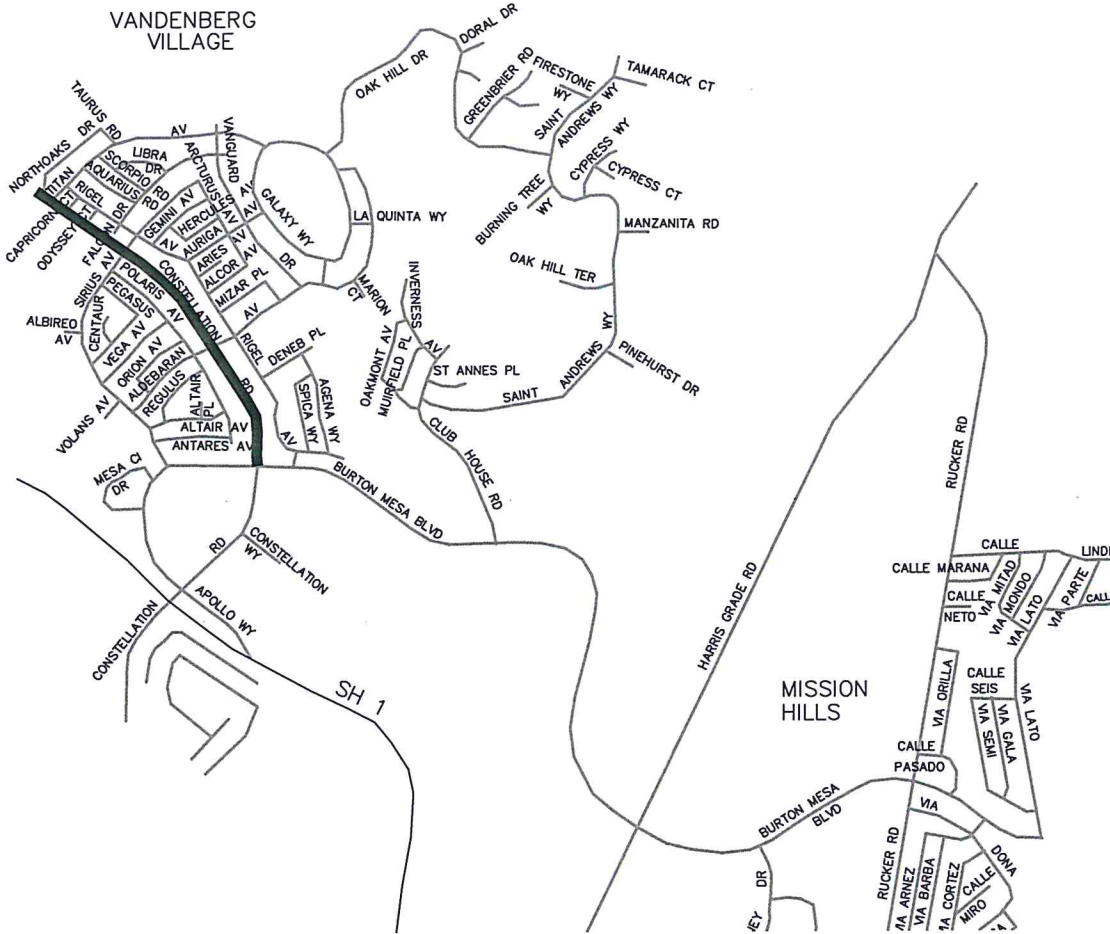 VANDENBERG
VILLAGE
DORAL DR
OAK HILL DR
GREENBRIER RD
FIRESTONE
WY
TAMARACK CT
SAINT
ANDREWS WY
CYPRESS WY
CYPRESS CT
BURNING TREE
WY
MANZANITA RD
OAK HILL TER
PINEHURST DR
SAINT
ANDREWS
WY
TAURUS RD
NORTHOAKS DR
AV
VANGUARD
DR
TITAN
SCORPIO RD
LIBRA
DR
ARCTURUS AV
AQUARIUS RD
RIGEL
AV
CAPRICORN CT
ODYSSEY CT
FALCON DR
GEMINI AV
HERCULES AV
AURIGA AV
ARIES AV
ALCOR AV
MIZAR PL
AV
GALAXY WY
LA QUINTA WY
MARION
CT
INVERNESS
AV
OAKMONT AV
MUIRFIELD PL
ST ANNES PL
SIRIUS AV
POLARIS
AV
PEGASUS
CONSTELLATION
RD
ALBIREO
AV
CENTAUR
VEGA AV
ORION AV
ALDEBARAN
REGULUS
ALTAIR
PL
VOLANS AV
ALTAIR AV
ANTARES AV
RIGEL
AV
DENEB PL
AGENA WY
SPICA WY
MESA CI
DR
BURTON MESA BLVD
CLUB
HOUSE RD
CONSTELLATION
WY
CONSTELLATION
RD
APOLLO WY
SH 1
HARRIS GRADE RD
RUCKER RD
MISSION
HILLS
CALLE
CALLE MARANA
VIA MITAD
VIA MONDO
VIA LATO
VIA PARTE
CALLE
NETO
VIA ORILLA
CALLE
SEIS
VIA SEMI
VIA GALA
VIA LATO
CALLE
PASADO
BURTON MESA
BLVD
VIA
DONA
RUCKER RD
VIA BARBA
CALLE
MIRO
DR